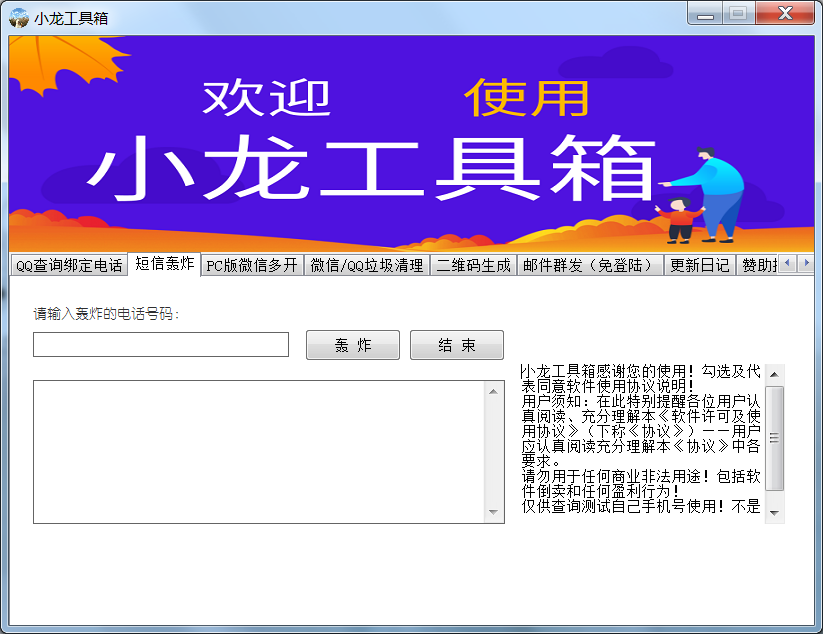 小龙工具箱
欢迎 使用
小龙工具箱
QQ查询绑定电话 短信轰炸 PC版微信多开 微信/QQ垃圾清理 二维码生成 邮件群发（免登陆） 更新日记 赞助
请输入轰炸的电话号码：
轰 炸 结 束
小龙工具箱感谢您的使用！勾选及代
表同意软件使用协议说明！
用户须知：在此特别提醒各位用户认
真阅读、充分理解本《软件许可及使
用协议》（下称《协议》）－－用户
应认真阅读充分理解本《协议》中各
要求。
请勿用于任何商业非法用途！包括软
件倒卖和任何盈利行为！
仅供查询测试自己手机号使用！不是